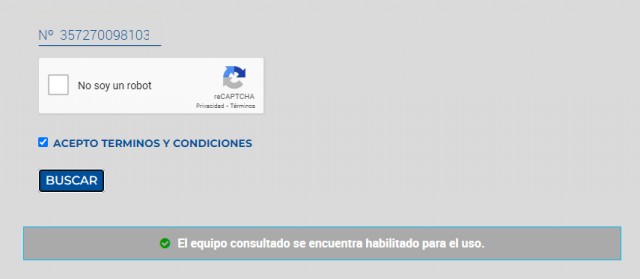 Nº 357270098103
No soy un robot
reCAPTCHA
Privacidad - Términos
ACEPTO TERMINOS Y CONDICIONES
BUSCAR
El equipo consultado se encuentra habilitado para el uso.